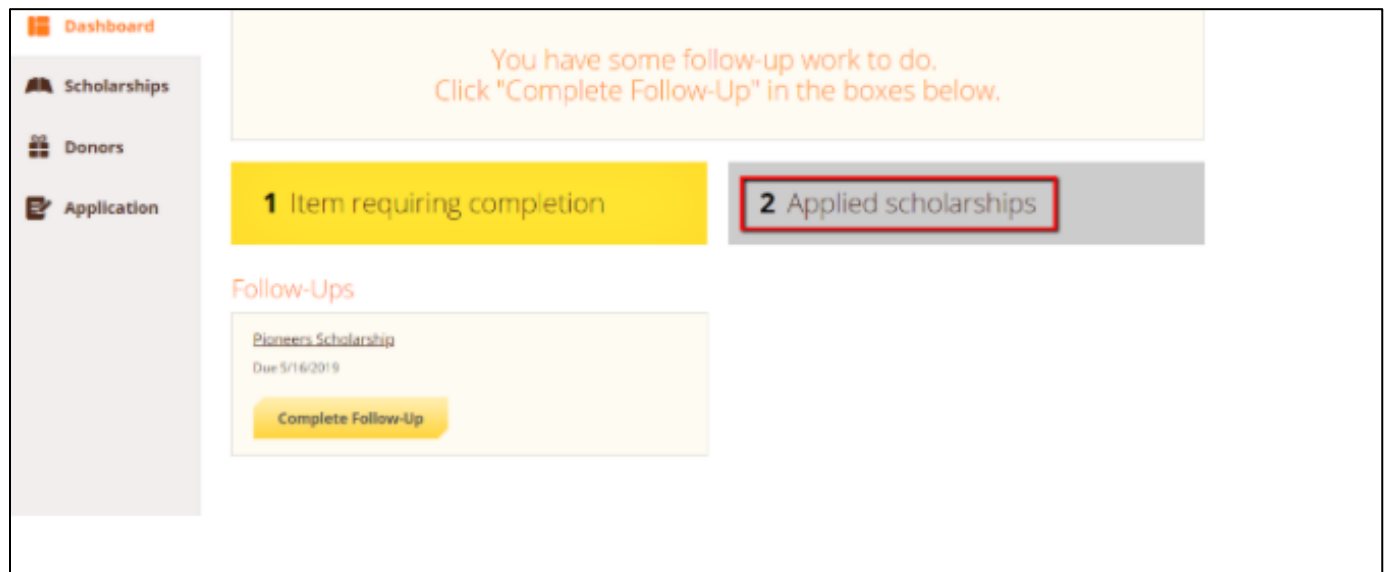 Dashboard
Scholarships
Donors
Application
You have some follow-up work to do.
Click "Complete Follow-Up" in the boxes below.
1 Item requiring completion
2 Applied scholarships
Follow-Ups
Pioneers Scholarship
Due 5/16/2019
Complete Follow-Up